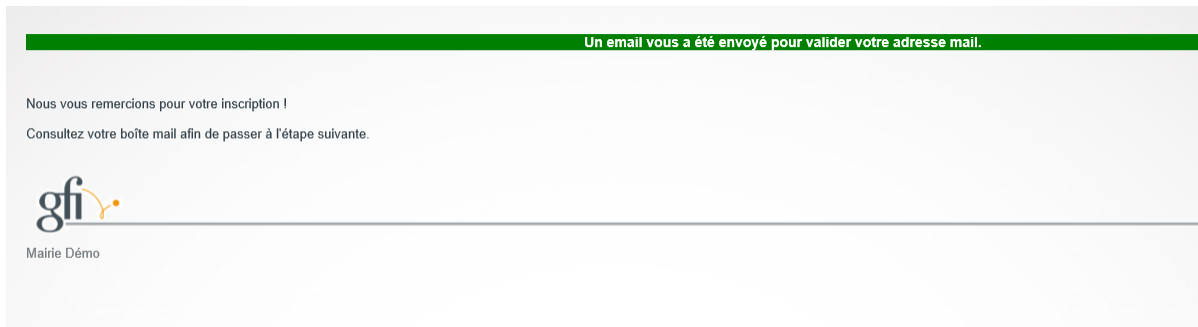 Un email vous a été envoyé pour valider votre adresse mail.
Nous vous remercions pour votre inscription !
Consultez votre boîte mail afin de passer à l'étape suivante.
gfi
Mairie Démo